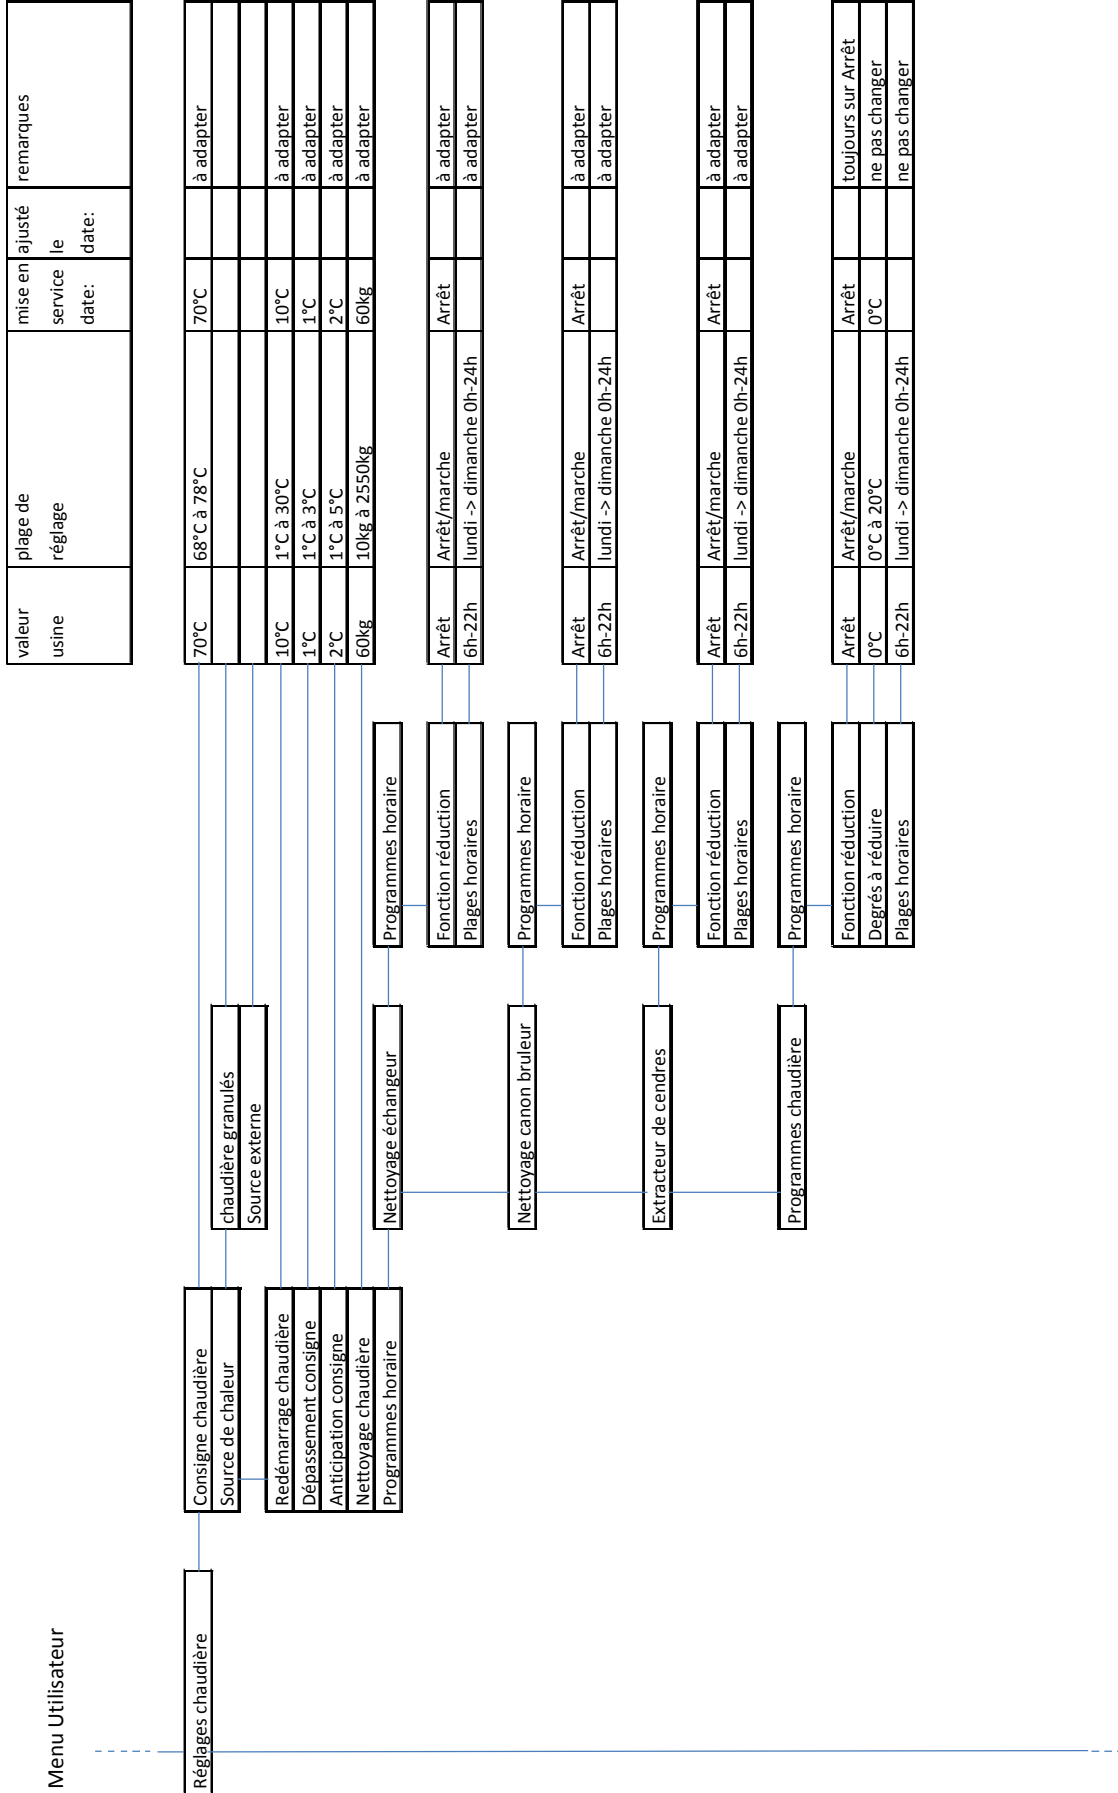 Menu Utilisateur
valeur usine
plage de réglage
mise en service date:
ajusté le date:
remarques
Réglages chaudière
Consigne chaudière
70°C
68°C à 78°C
70°C
à adapter
Source de chaleur
chaudière granulés
Source externe
Redémarrage chaudière
10°C
1°C à 30°C
10°C
à adapter
Dépassement consigne
1°C
1°C à 3°C
1°C
à adapter
Anticipation consigne
2°C
1°C à 5°C
2°C
à adapter
Nettoyage chaudière
60kg
10kg à 2550kg
60kg
à adapter
Programmes horaire
Nettoyage échangeur
Programmes horaire
Fonction réduction
Arrêt
Arrêt/marche
Arrêt
à adapter
Plages horaires
6h-22h
lundi -> dimanche 0h-24h
à adapter
Nettoyage canon bruleur
Programmes horaire
Fonction réduction
Arrêt
Arrêt/marche
Arrêt
à adapter
Plages horaires
6h-22h
lundi -> dimanche 0h-24h
à adapter
Extracteur de cendres
Programmes horaire
Fonction réduction
Arrêt
Arrêt/marche
Arrêt
à adapter
Plages horaires
6h-22h
lundi -> dimanche 0h-24h
à adapter
Programmes chaudière
Programmes horaire
Fonction réduction
Arrêt
Arrêt/marche
Arrêt
toujours sur Arrêt
Degrés à réduire
0°C
0°C à 20°C
0°C
ne pas changer
Plages horaires
6h-22h
lundi -> dimanche 0h-24h
ne pas changer